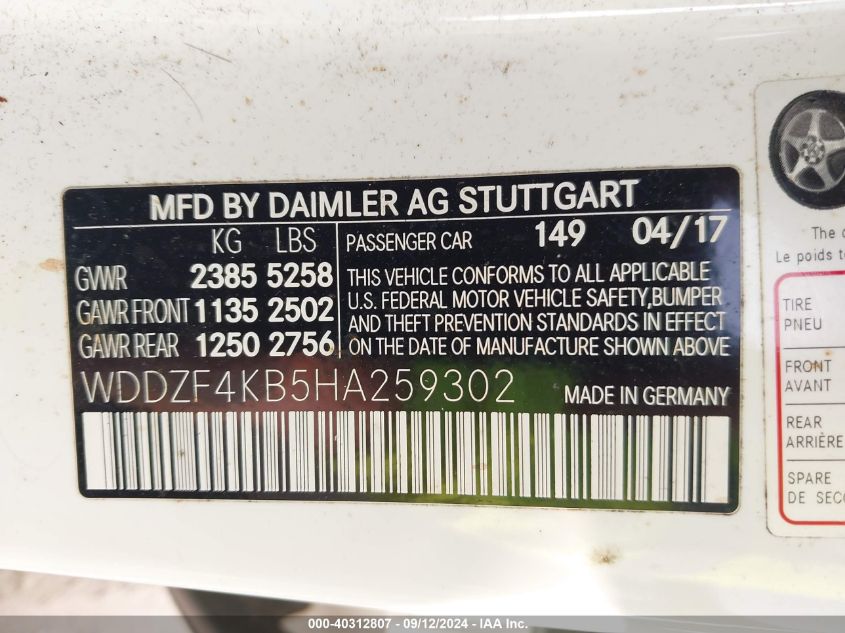 MFD BY DAIMLER AG STUTTGART
KG LBS
GVWR 2385 5258
GAWR FRONT 1135 2502
GAWR REAR 1250 2756
PASSENGER CAR 149 04/17
THIS VEHICLE CONFORMS TO ALL APPLICABLE
U.S. FEDERAL MOTOR VEHICLE SAFETY,BUMPER
AND THEFT PREVENTION STANDARDS IN EFFECT
ON THE DATE OF MANUFACTURE SHOWN ABOVE
WDDZF4KB5HA259302 MADE IN GERMANY
The
Le poids
TIRE
PNEU
FRONT
AVANT
REAR
ARRIÈRE
SPARE
DE
000-40312807 - 09/12/2024 - IAA Inc.